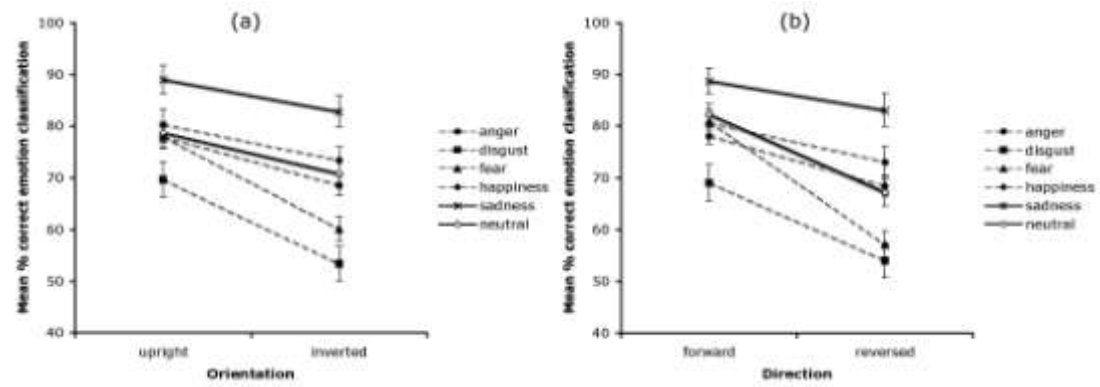 (a)
Mean % correct emotion classification
100
90
80
70
60
50
40
upright inverted
Orientation
anger
disgust
fear
happiness
sadness
neutral
(b)
Mean % correct emotion classification
100
90
80
70
60
50
40
forward reversed
Direction
anger
disgust
fear
happiness
sadness
neutral